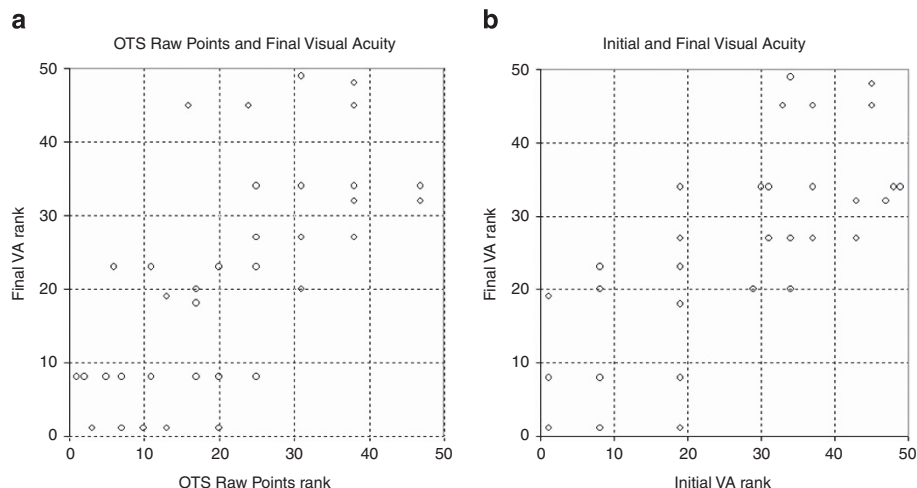 a
OTS Raw Points and Final Visual Acuity
50
40
30
20
10
0
Final VA rank
0 10 20 30 40 50
OTS Raw Points rank
b
Initial and Final Visual Acuity
50
40
30
20
10
0
Final VA rank
0 10 20 30 40 50
Initial VA rank